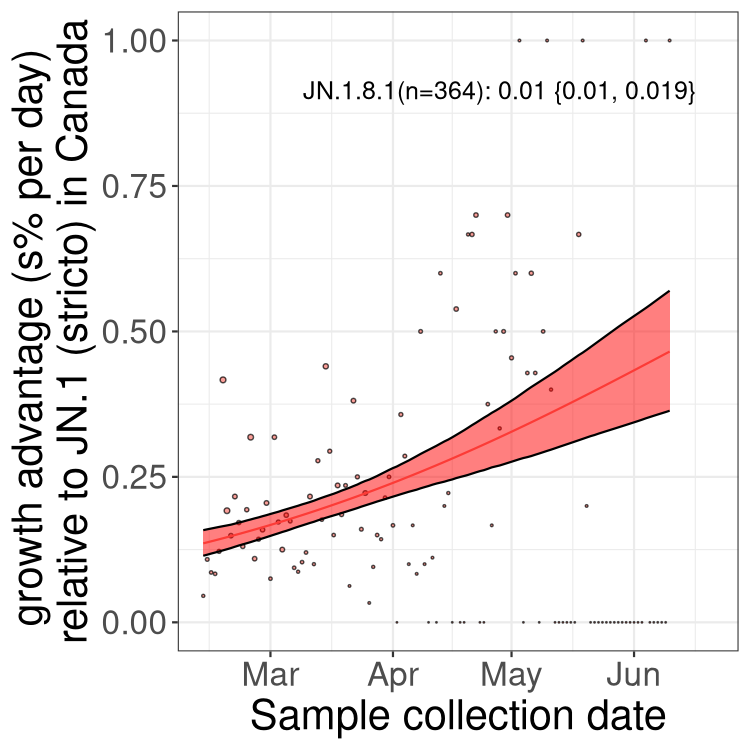 growth advantage (s% per day)
relative to JN.1 (stricto) in Canada
1.00
0.75
0.50
0.25
0.00
JN.1.8.1(n=364): 0.01 {0.01, 0.019}
Mar Apr May Jun
Sample collection date